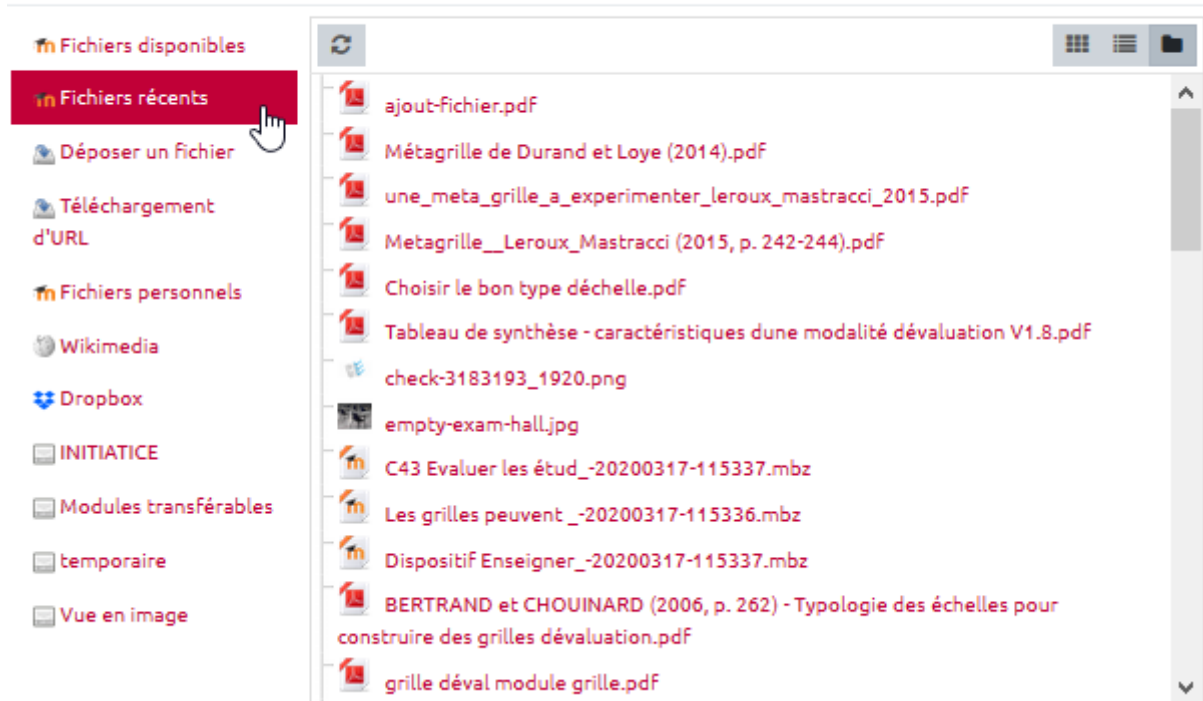 Fichiers disponibles
Fichiers récents
Déposer un fichier
Téléchargement
d'URL
Fichiers personnels
Wikimedia
Dropbox
INITIATICE
Modules transférables
temporaire
Vue en image
ajout-fichier.pdf
Métagrille de Durand et Loye (2014).pdf
une_meta_grille_a_experimenter_leroux_mastracci_2015.pdf
Metagrille__Leroux_Mastracci (2015, p. 242-244).pdf
Choisir le bon type déchelle.pdf
Tableau de synthèse - caractéristiques dune modalité dévaluation V1.8.pdf
check-3183193_1920.png
empty-exam-hall.jpg
C43 Evaluer les étud_-20200317-115337.mbz
Les grilles peuvent _-20200317-115336.mbz
Dispositif Enseigner_-20200317-115337.mbz
BERTRAND et CHOUINARD (2006, p. 262) - Typologie des échelles pour
construire des grilles dévaluation.pdf
grille déval module grille.pdf